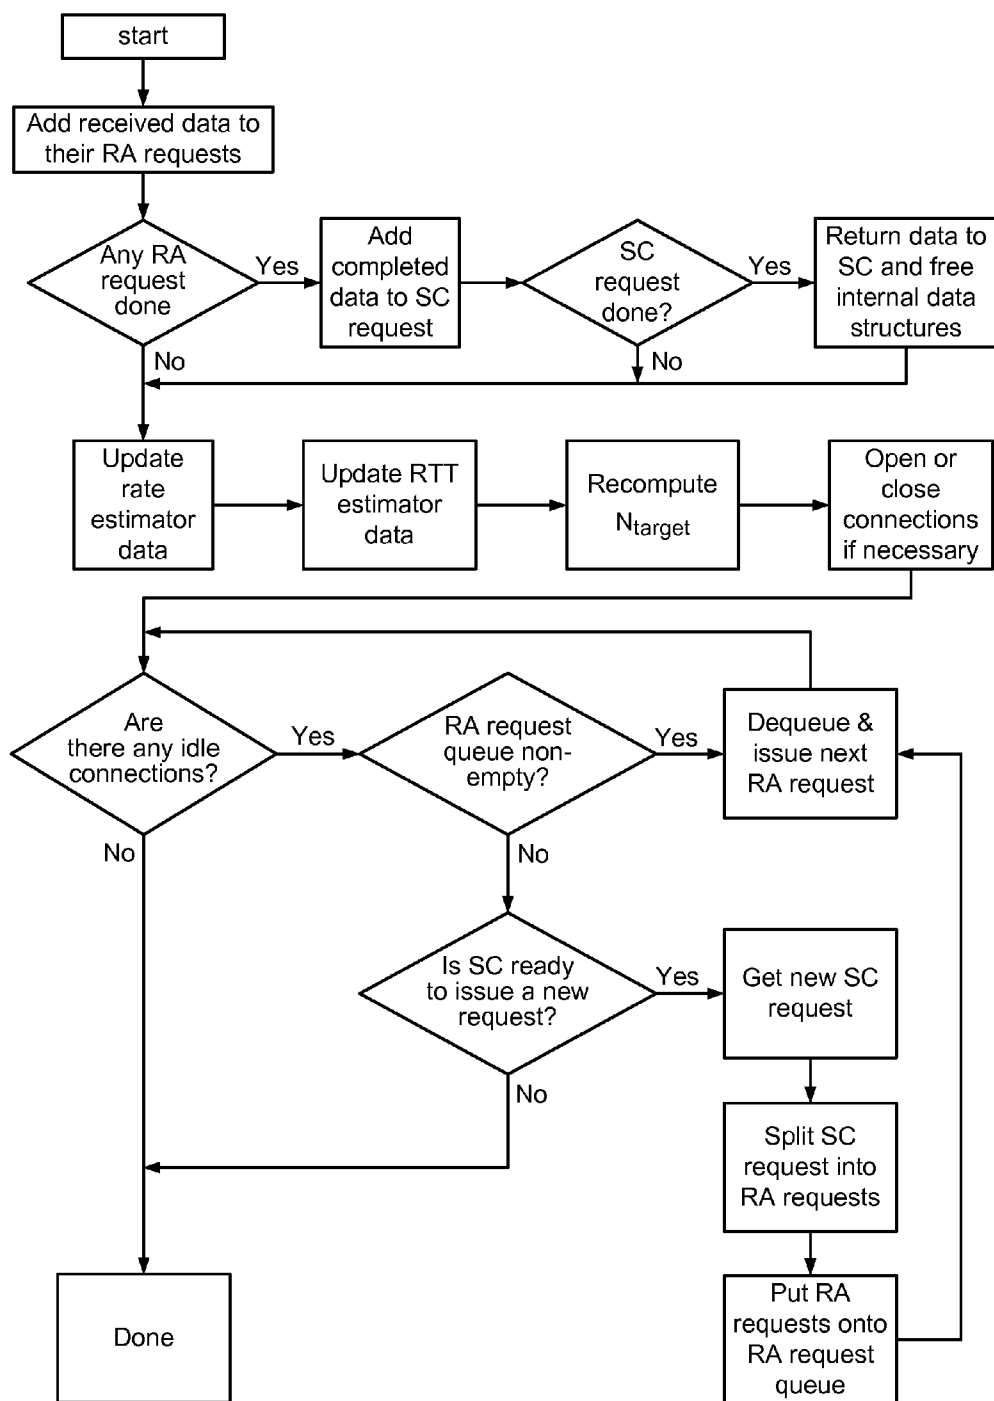 start
Add received data to
their RA requests
Any RA
request
done
Yes
No
Add
completed
data to SC
request
SC
request
done?
Yes
No
Return data to
SC and free
internal data
structures
Update
rate
estimator
data
Update RTT
estimator
data
Recompute
Ntarget
Open or
close
connections
if necessary
Are
there any idle
connections?
Yes
No
RA request
queue non-
empty?
Yes
No
Dequeue &
issue next
RA request
Is SC ready
to issue a new
request?
Yes
No
Get new SC
request
Split SC
request into
RA requests
Put RA
requests onto
RA request
queue
Done